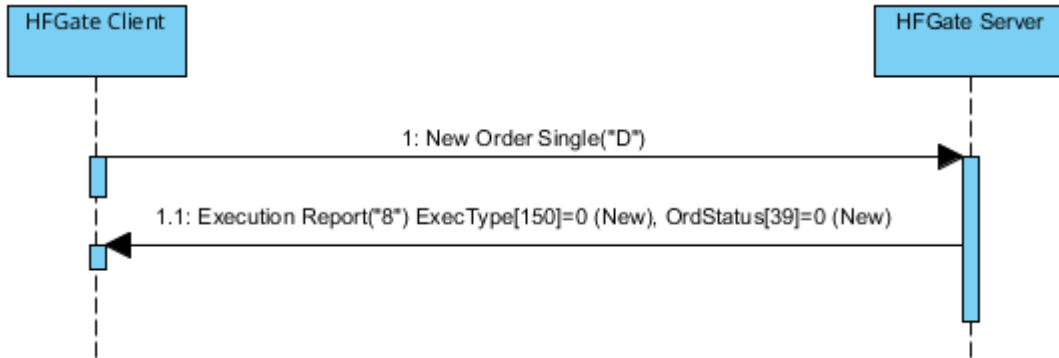 HFGate Client
HFGate Server
1: New Order Single("D")
1.1: Execution Report("8") ExecType[150]=0 (New), OrdStatus[39]=0 (New)